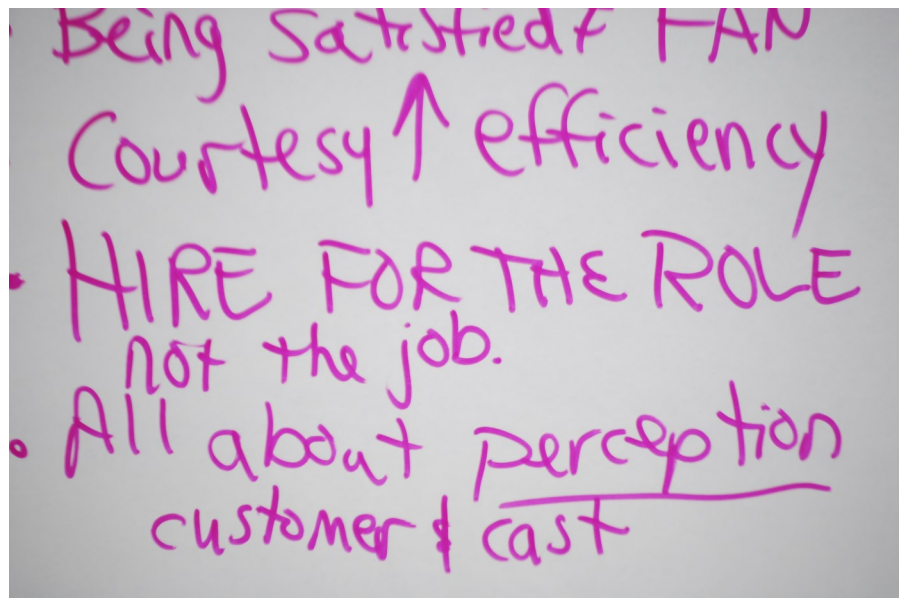 Being Satisfied ≠ FAN
Courtesy ↑ efficiency
• HIRE FOR THE ROLE
not the job.
• All about perception
customer & cast